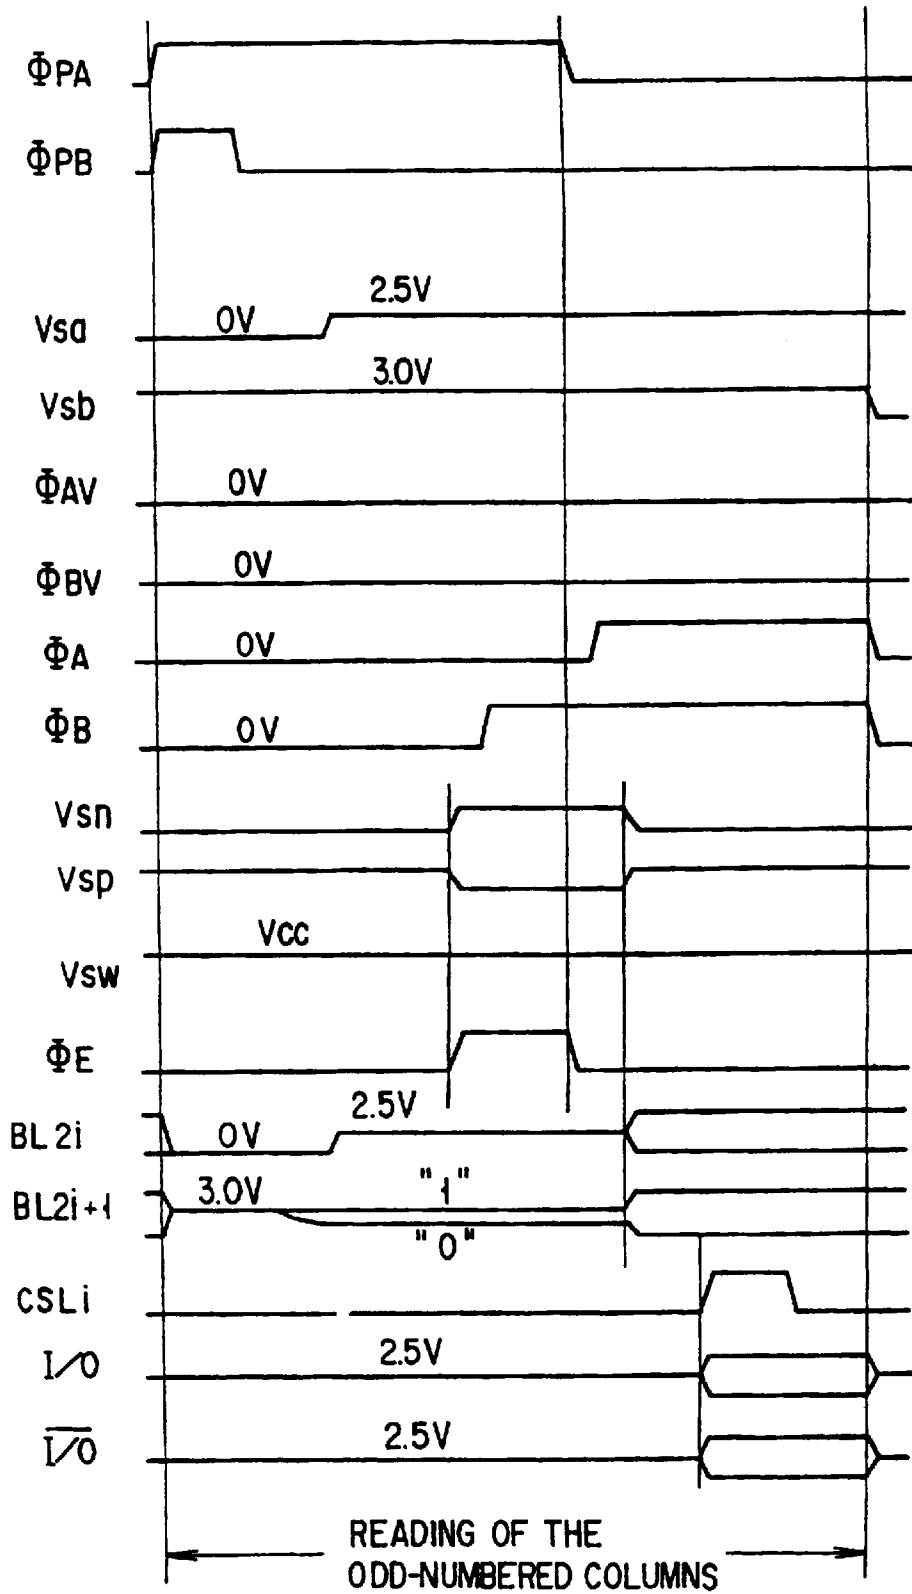 ΦPA
ΦPB
2.5V
Vsa 0V
3.0V
Vsb
ΦAV 0V
ΦBV 0V
ΦA 0V
ΦB 0V
Vsn
Vsp
Vcc
Vsw
ΦE
2.5V
BL2i 0V
BL2i+1 3.0V "1"
"0"
CSLi
I/O 2.5V
I/O 2.5V
READING OF THE
ODD-NUMBERED COLUMNS